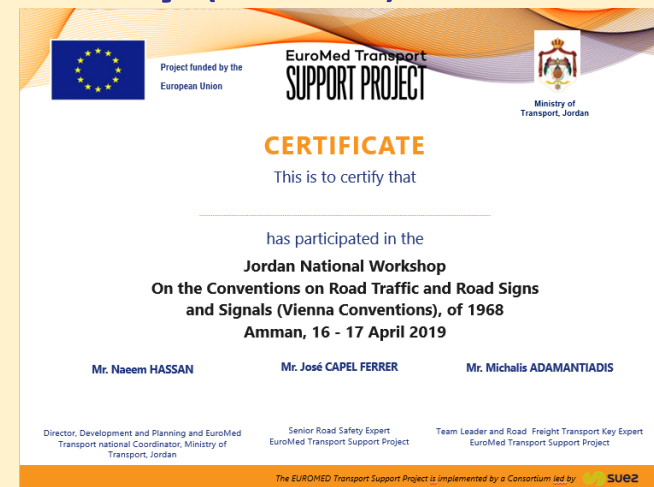 Project funded by the
European Union
EuroMed Transport
SUPPORT PROJECT
Ministry of
Transport, Jordan
CERTIFICATE
This is to certify that
has participated in the
Jordan National Workshop
On the Conventions on Road Traffic and Road Signs
and Signals (Vienna Conventions), of 1968
Amman, 16 - 17 April 2019
Mr. Naeem HASSAN
Mr. José CAPEL FERRER
Mr. Michalis ADAMANTIADIS
Director, Development and Planning and EuroMed
Transport national Coordinator, Ministry of
Transport, Jordan
Senior Road Safety Expert
EuroMed Transport Support Project
Team Leader and Road Freight Transport Key Expert
EuroMed Transport Support Project
The EUROMED Transport Support Project is implemented by a Consortium led by
suez